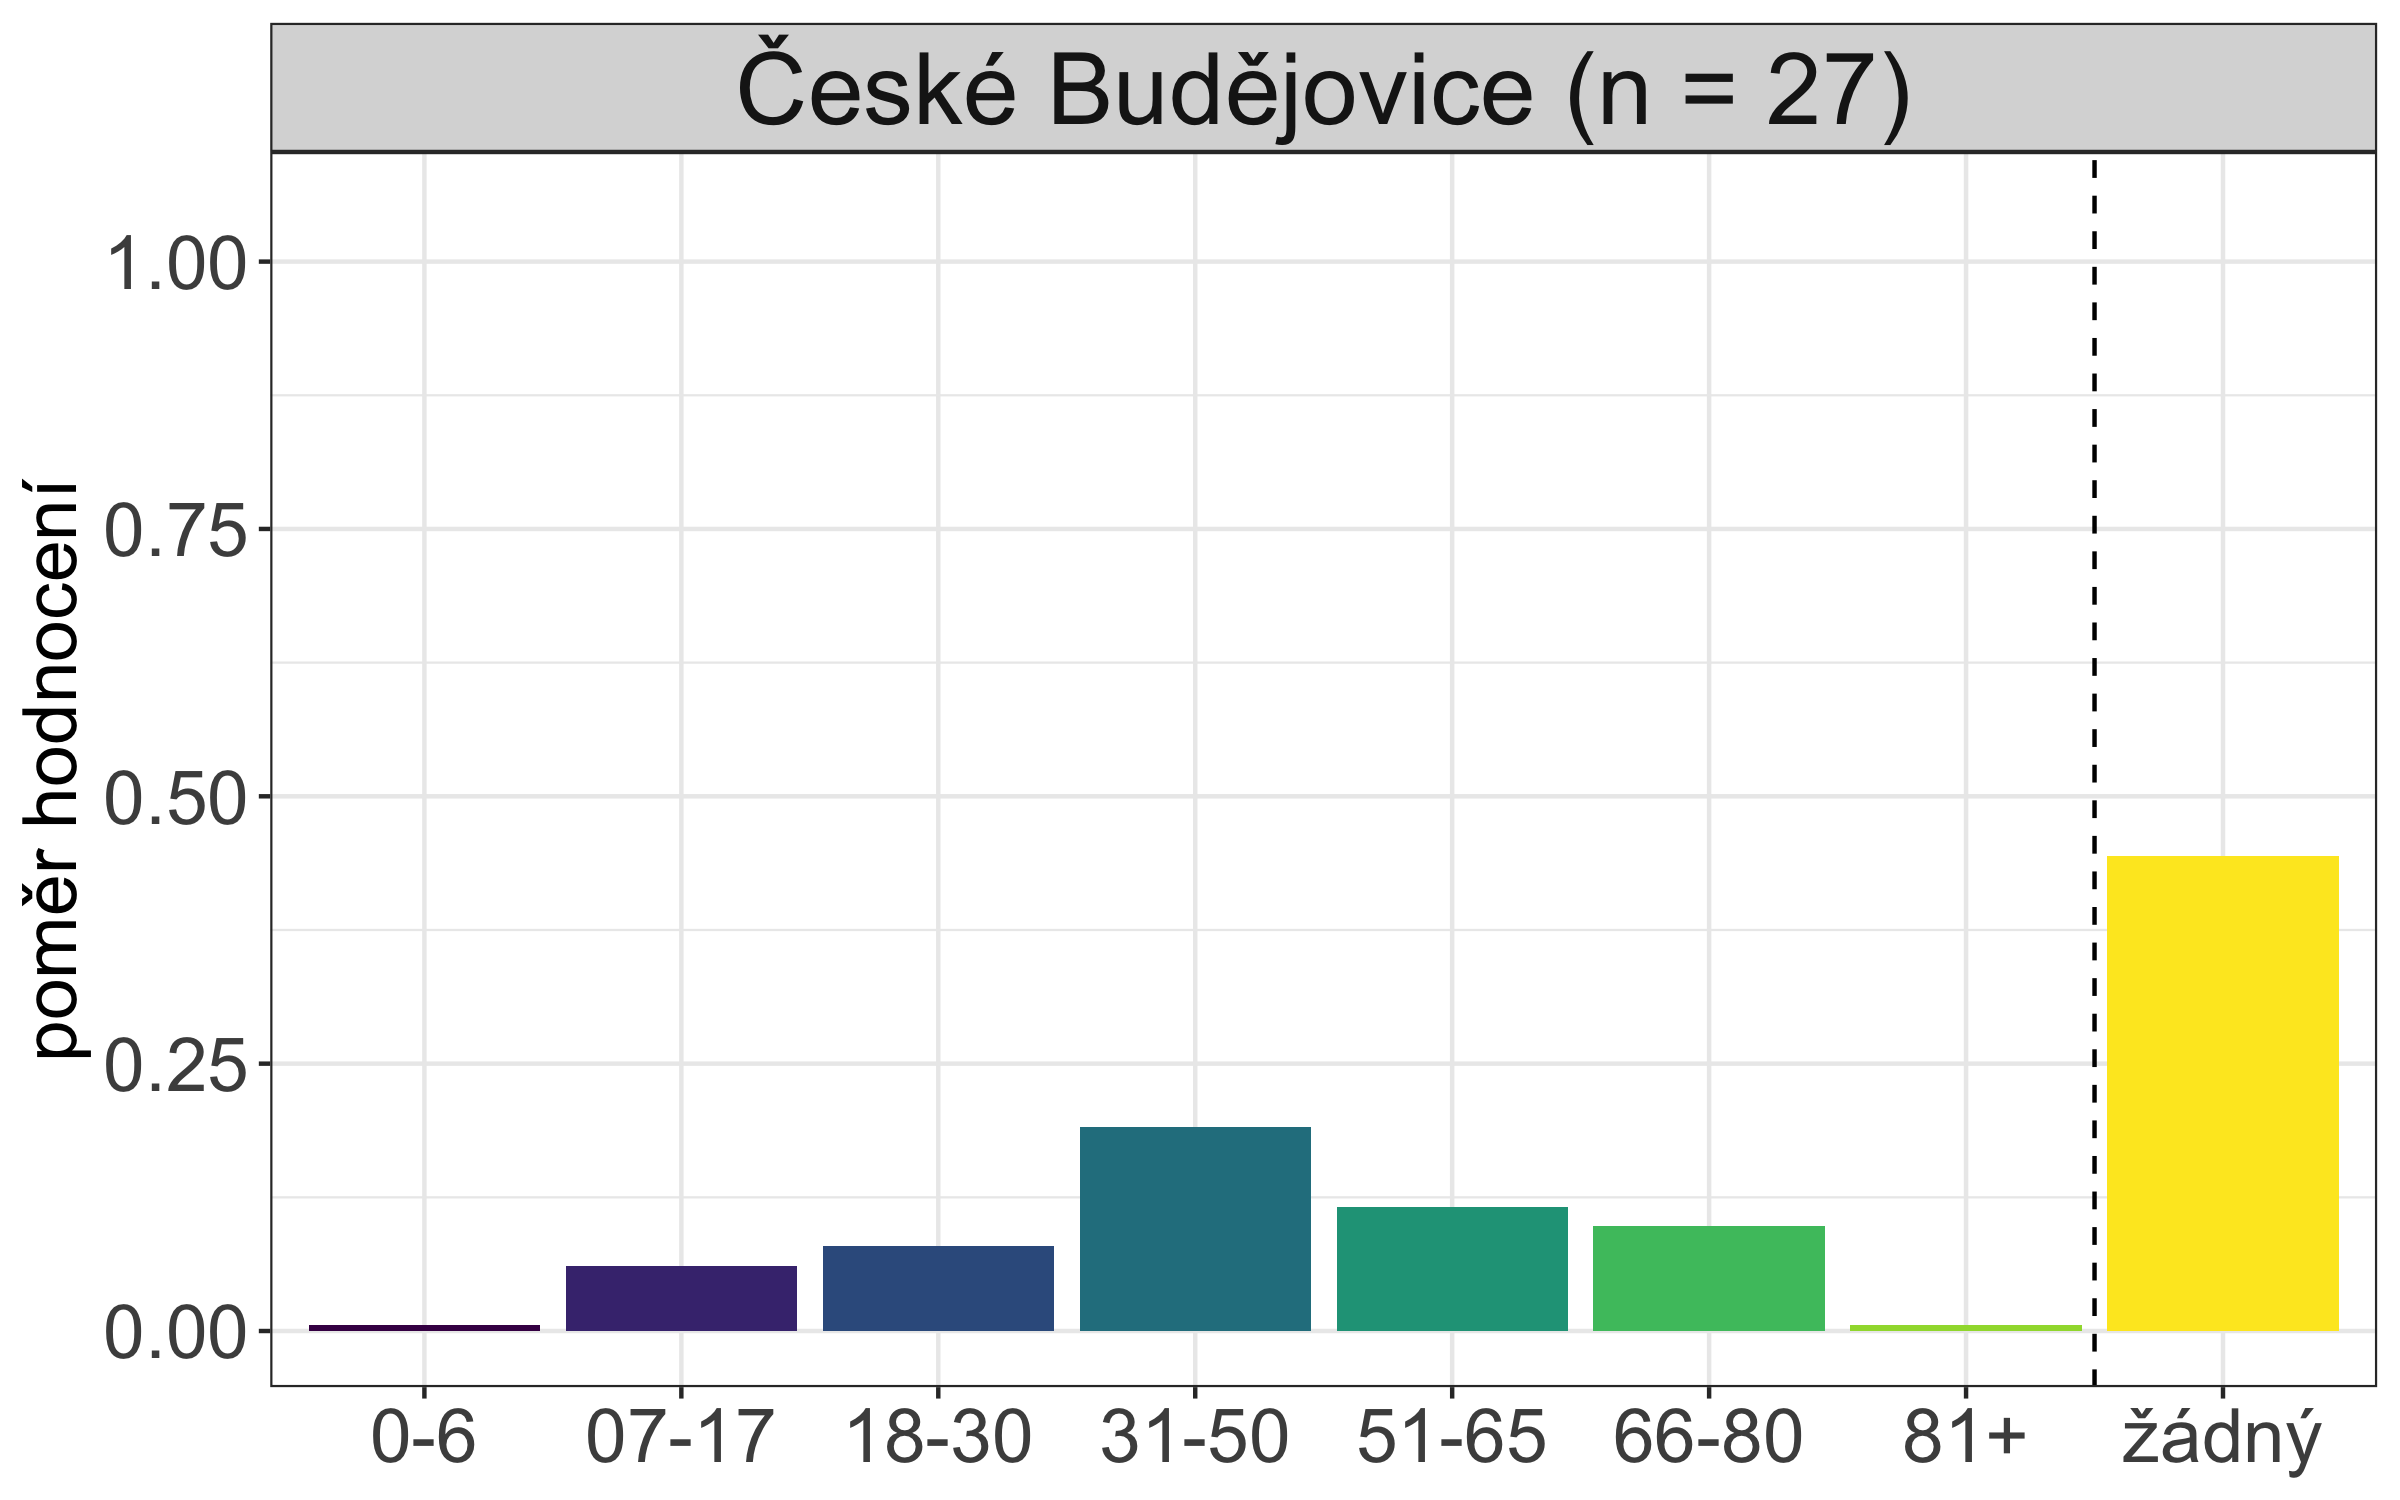 České Budějovice (n = 27)
poměr hodnocení
1.00
0.75
0.50
0.25
0.00
0-6 07-17 18-30 31-50 51-65 66-80 81+ žádný